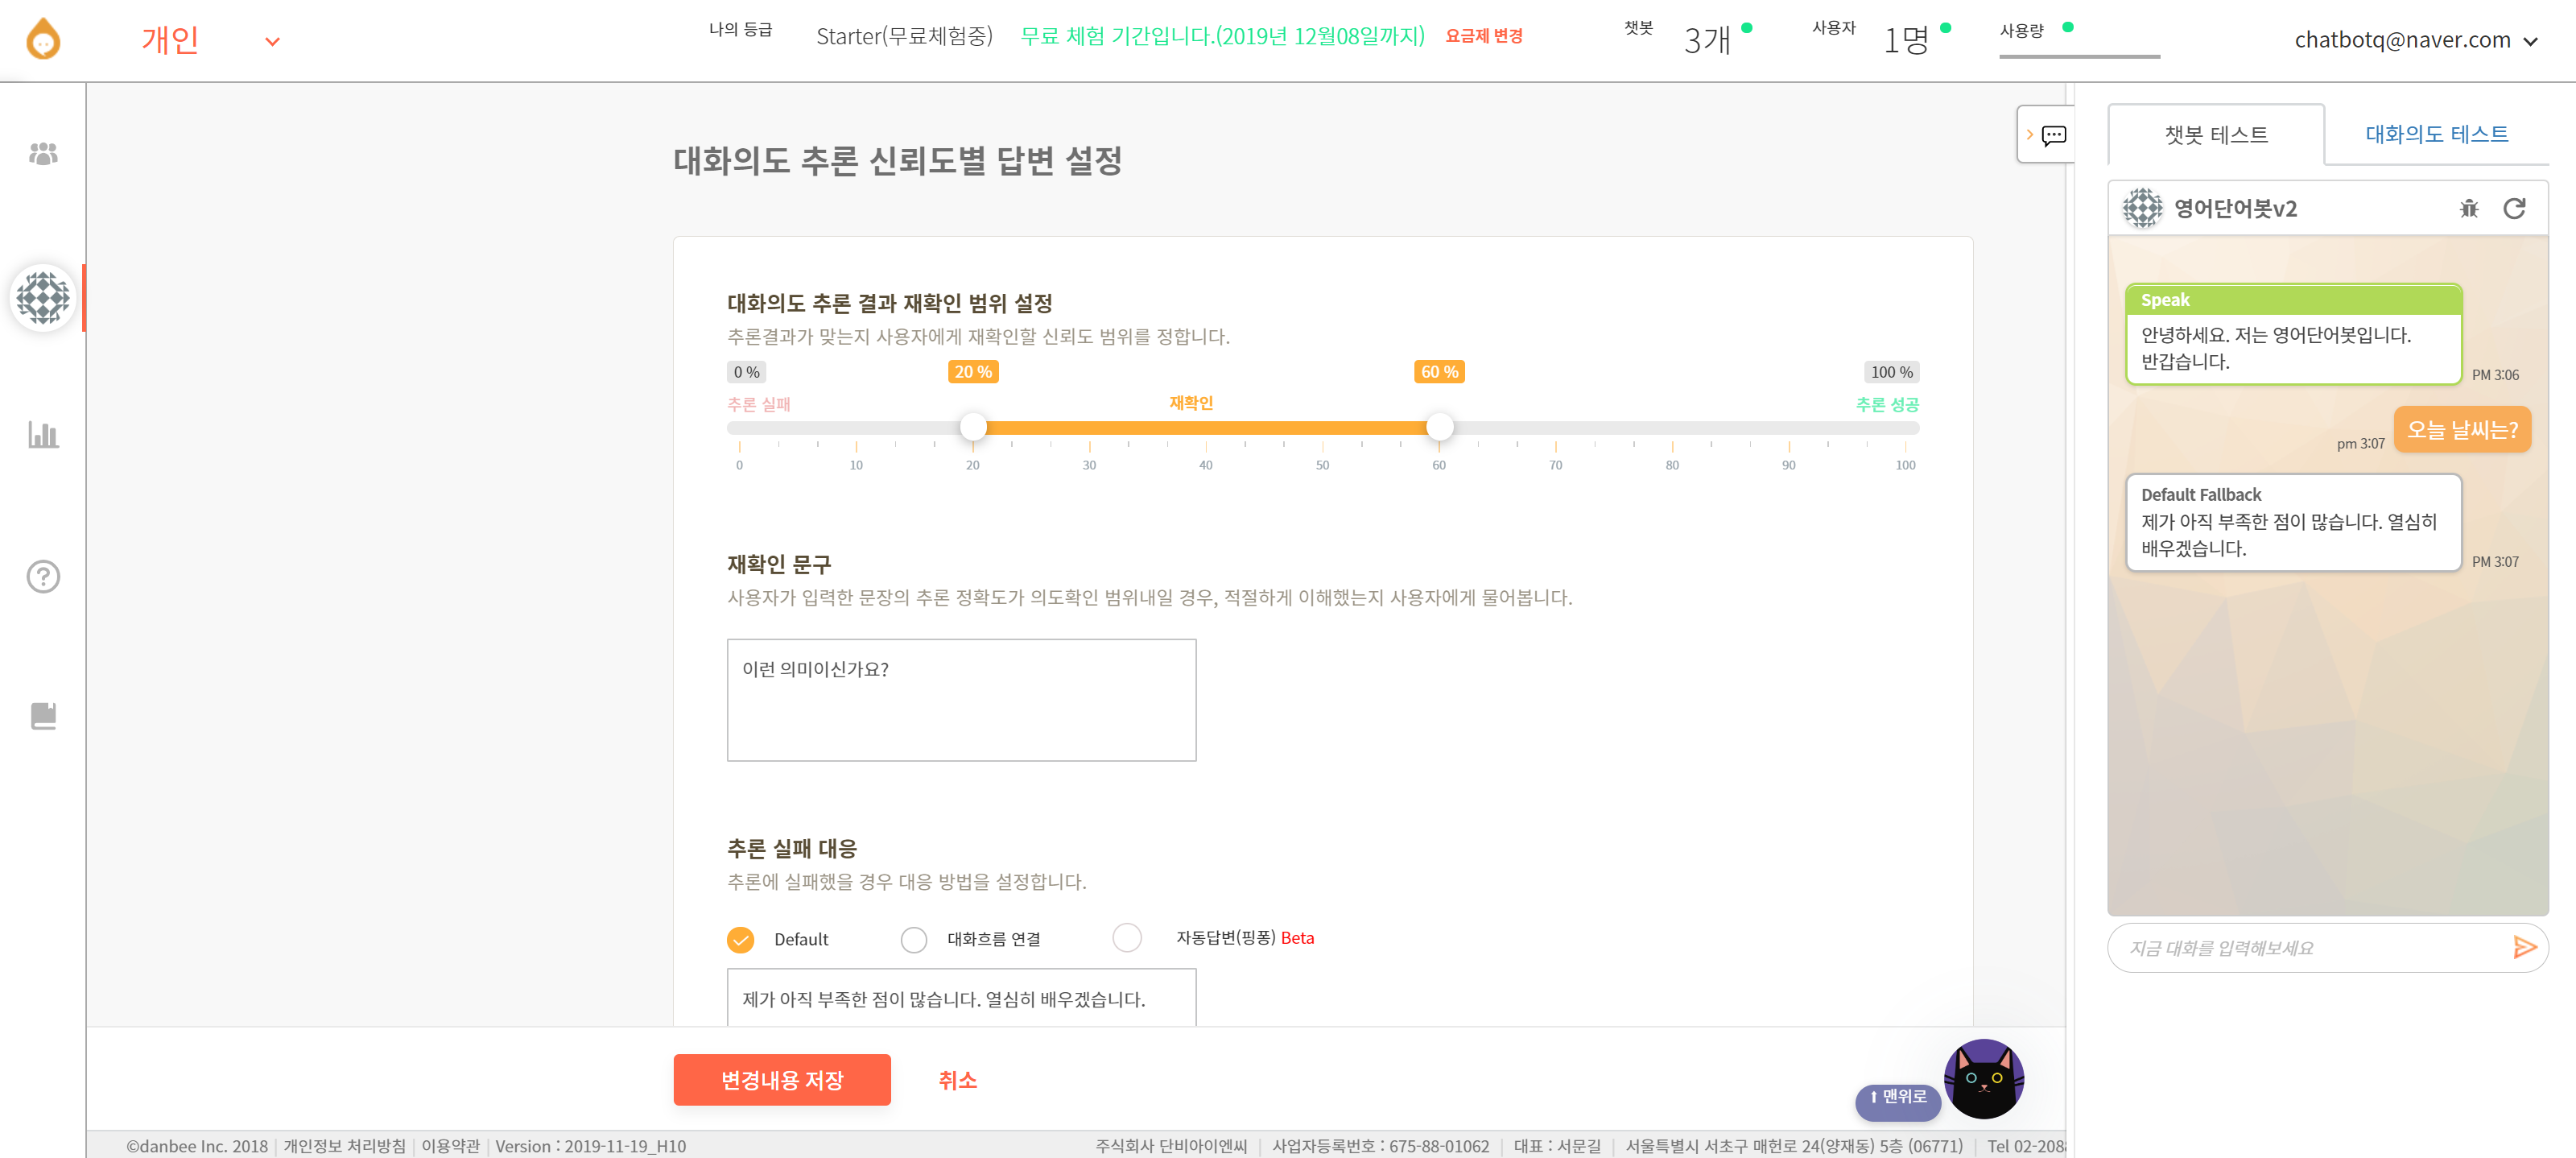 개인
나의 등급
Starter(무료체험중)
무료 체험 기간입니다.(2019년 12월08일까지)
요금제 변경
챗봇
3개
사용자
1명
사용량
chatbotq@naver.com
대화의도 추론 신뢰도별 답변 설정
대화의도 추론 결과 재확인 범위 설정
추론결과가 맞는지 사용자에게 재확인할 신뢰도 범위를 정합니다.
0 %
20 %
60 %
100 %
추론 실패
재확인
추론 성공
0 10 20 30 40 50 60 70 80 90 100
재확인 문구
사용자가 입력한 문장의 추론 정확도가 의도확인 범위내일 경우, 적절하게 이해했는지 사용자에게 물어봅니다.
이런 의미이신가요?
추론 실패 대응
추론에 실패했을 경우 대응 방법을 설정합니다.
Default
대화흐름 연결
자동답변(핑퐁) Beta
제가 아직 부족한 점이 많습니다. 열심히 배우겠습니다.
변경내용 저장
취소
맨위로
챗봇 테스트
대화의도 테스트
영어단어봇v2
Speak
안녕하세요. 저는 영어단어봇입니다.
반갑습니다.
PM 3:06
오늘 날씨는?
pm 3:07
Default Fallback
제가 아직 부족한 점이 많습니다. 열심히
배우겠습니다.
PM 3:07
지금 대화를 입력해보세요
©danbee Inc. 2018 | 개인정보 처리방침 | 이용약관 | Version : 2019-11-19_H10
주식회사 단비아이엔씨 | 사업자등록번호 : 675-88-01062 | 대표 : 서문길 | 서울특별시 서초구 매헌로 24(양재동) 5층 (06771) | Tel 02-208